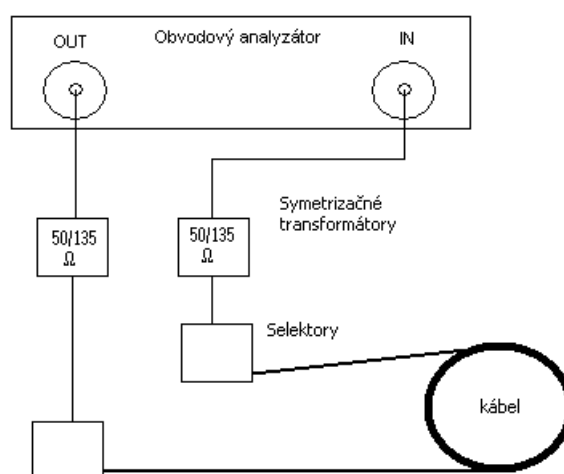 OUT
Obvodový analyzátor
IN
Symetrizačné
transformátory
50/135
Ω
50/135
Ω
Selektory
kábel